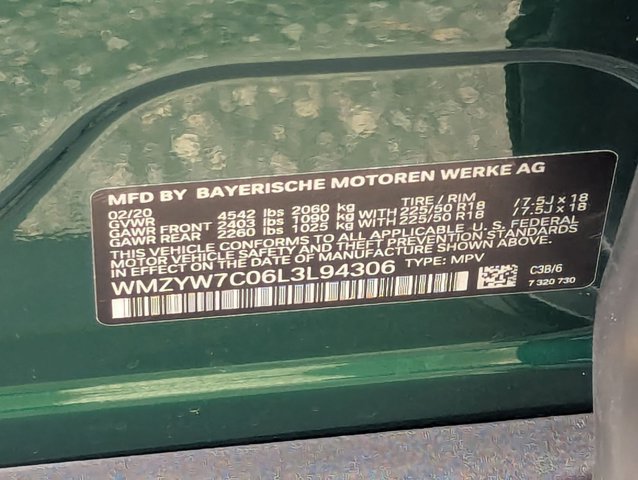 MFD BY BAYERISCHE MOTOREN WERKE AG
02/20 TIRE / RIM
GVWR 4542 lbs 2060 kg
GAWR FRONT 2403 lbs 1090 kg WITH 225/50 R18 /7.5J x 18
GAWR REAR 2260 lbs 1025 kg WITH 225/50 R18 /7.5J x 18
THIS VEHICLE CONFORMS TO ALL APPLICABLE U.S. FEDERAL
MOTOR VEHICLE SAFETY AND THEFT PREVENTION STANDARDS
IN EFFECT ON THE DATE OF MANUFACTURE SHOWN ABOVE.
WMZYW7C06L3L94306 TYPE: MPV
C3B/6
7 320 730